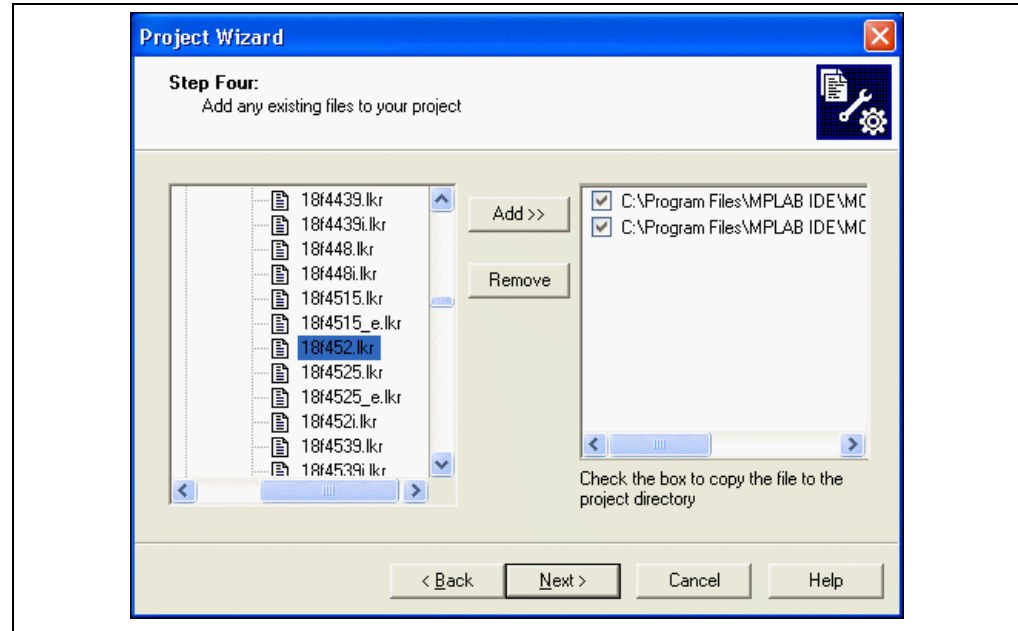 Project Wizard
Step Four:
Add any existing files to your project
18f4439.lkr
18f4439i.lkr
18f448.lkr
18f448i.lkr
18f4515.lkr
18f4515_e.lkr
18f452.lkr
18f4525.lkr
18f4525_e.lkr
18f452i.lkr
18f4539.lkr
18f4539i.lkr
Add >>
Remove
C:\Program Files\MPLAB IDE\MC
C:\Program Files\MPLAB IDE\MC
Check the box to copy the file to the
project directory
< Back
Next >
Cancel
Help